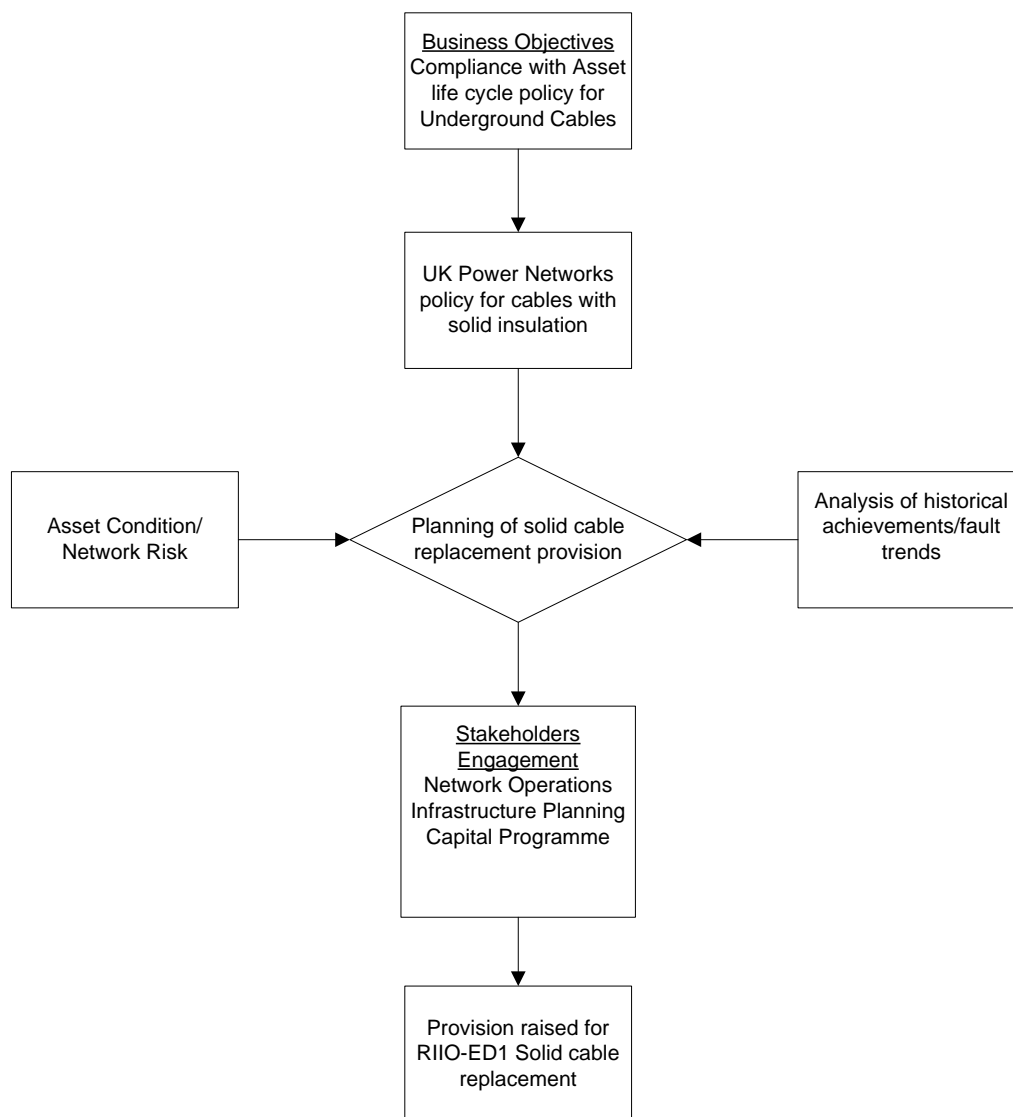 Business Objectives
Compliance with Asset
life cycle policy for
Underground Cables
UK Power Networks
policy for cables with
solid insulation
Asset Condition/
Network Risk
Planning of solid cable
replacement provision
Analysis of historical
achievements/fault
trends
Stakeholders
Engagement
Network Operations
Infrastructure Planning
Capital Programme
Provision raised for
RIIO-ED1 Solid cable
replacement